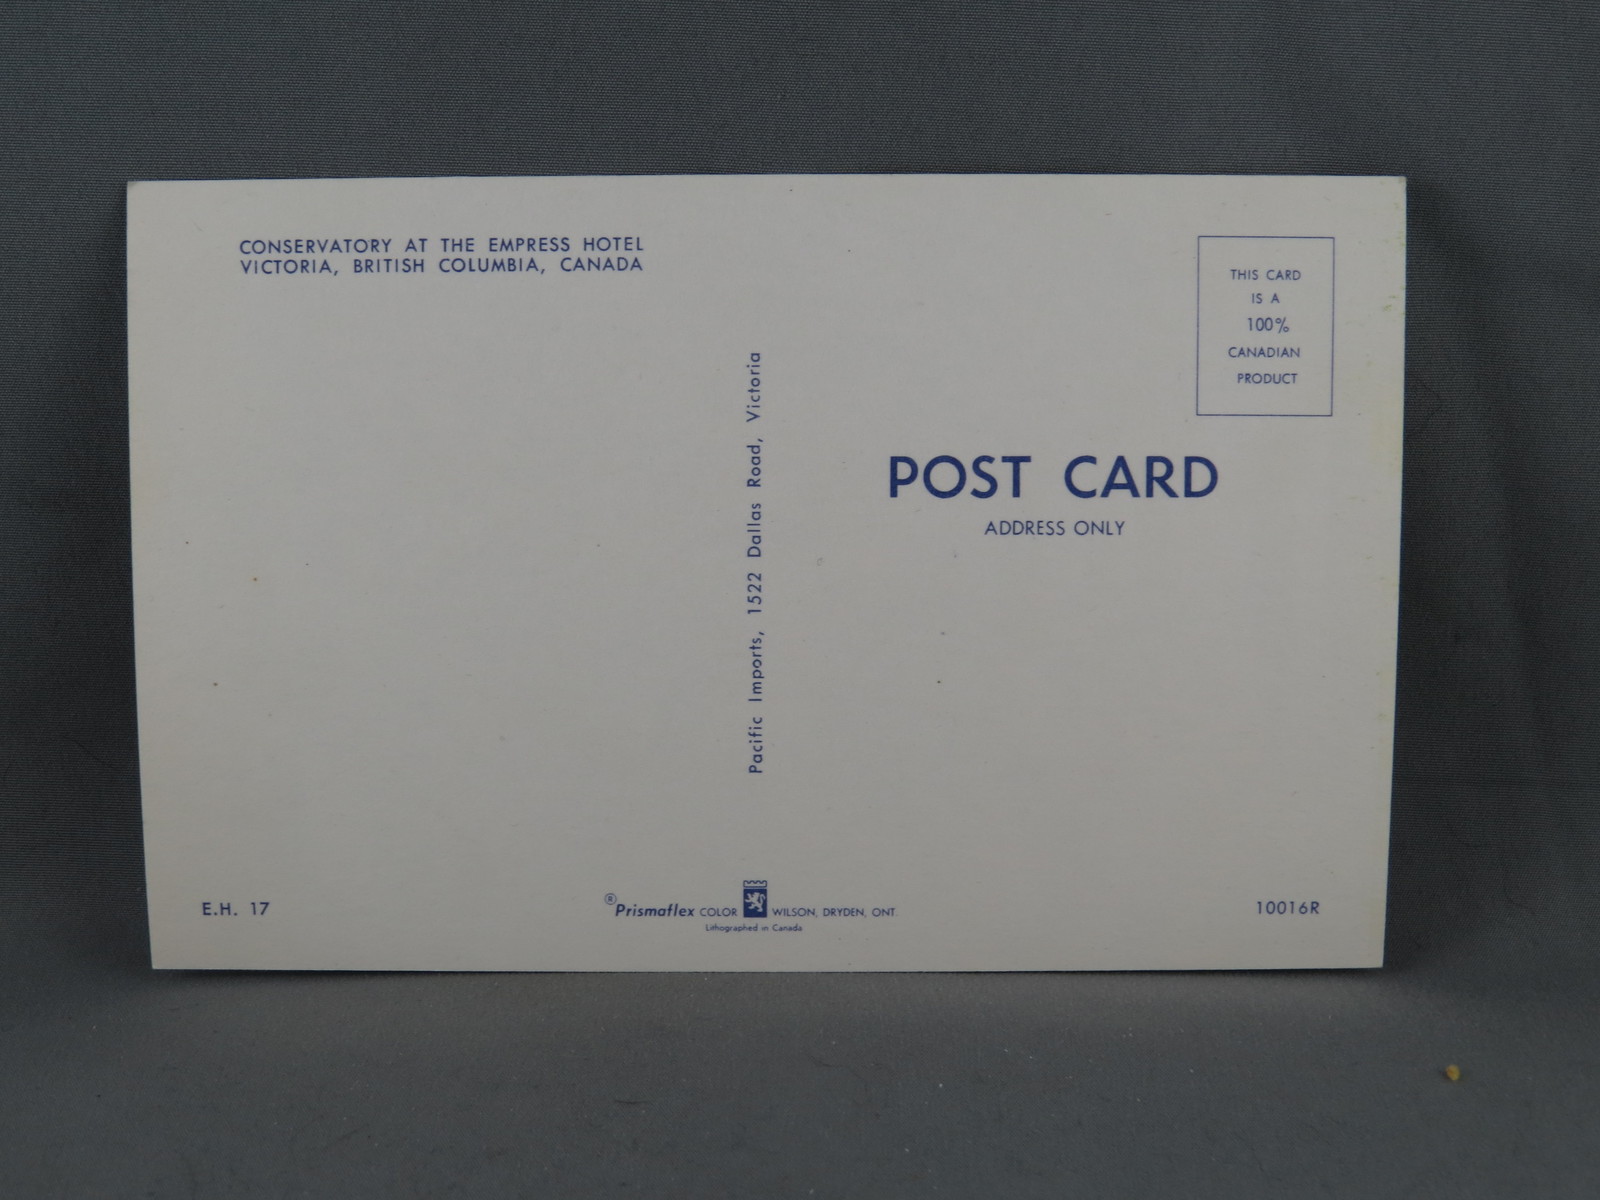 CONSERVATORY AT THE EMPRESS HOTEL
VICTORIA, BRITISH COLUMBIA, CANADA
THIS CARD
IS A
100%
CANADIAN
PRODUCT
Pacific Imports, 1522 Dallas Road, Victoria
POST CARD
ADDRESS ONLY
E.H. 17
®Prismaflex COLOR WILSON, DRYDEN, ONT.
Lithographed in Canada
10016R